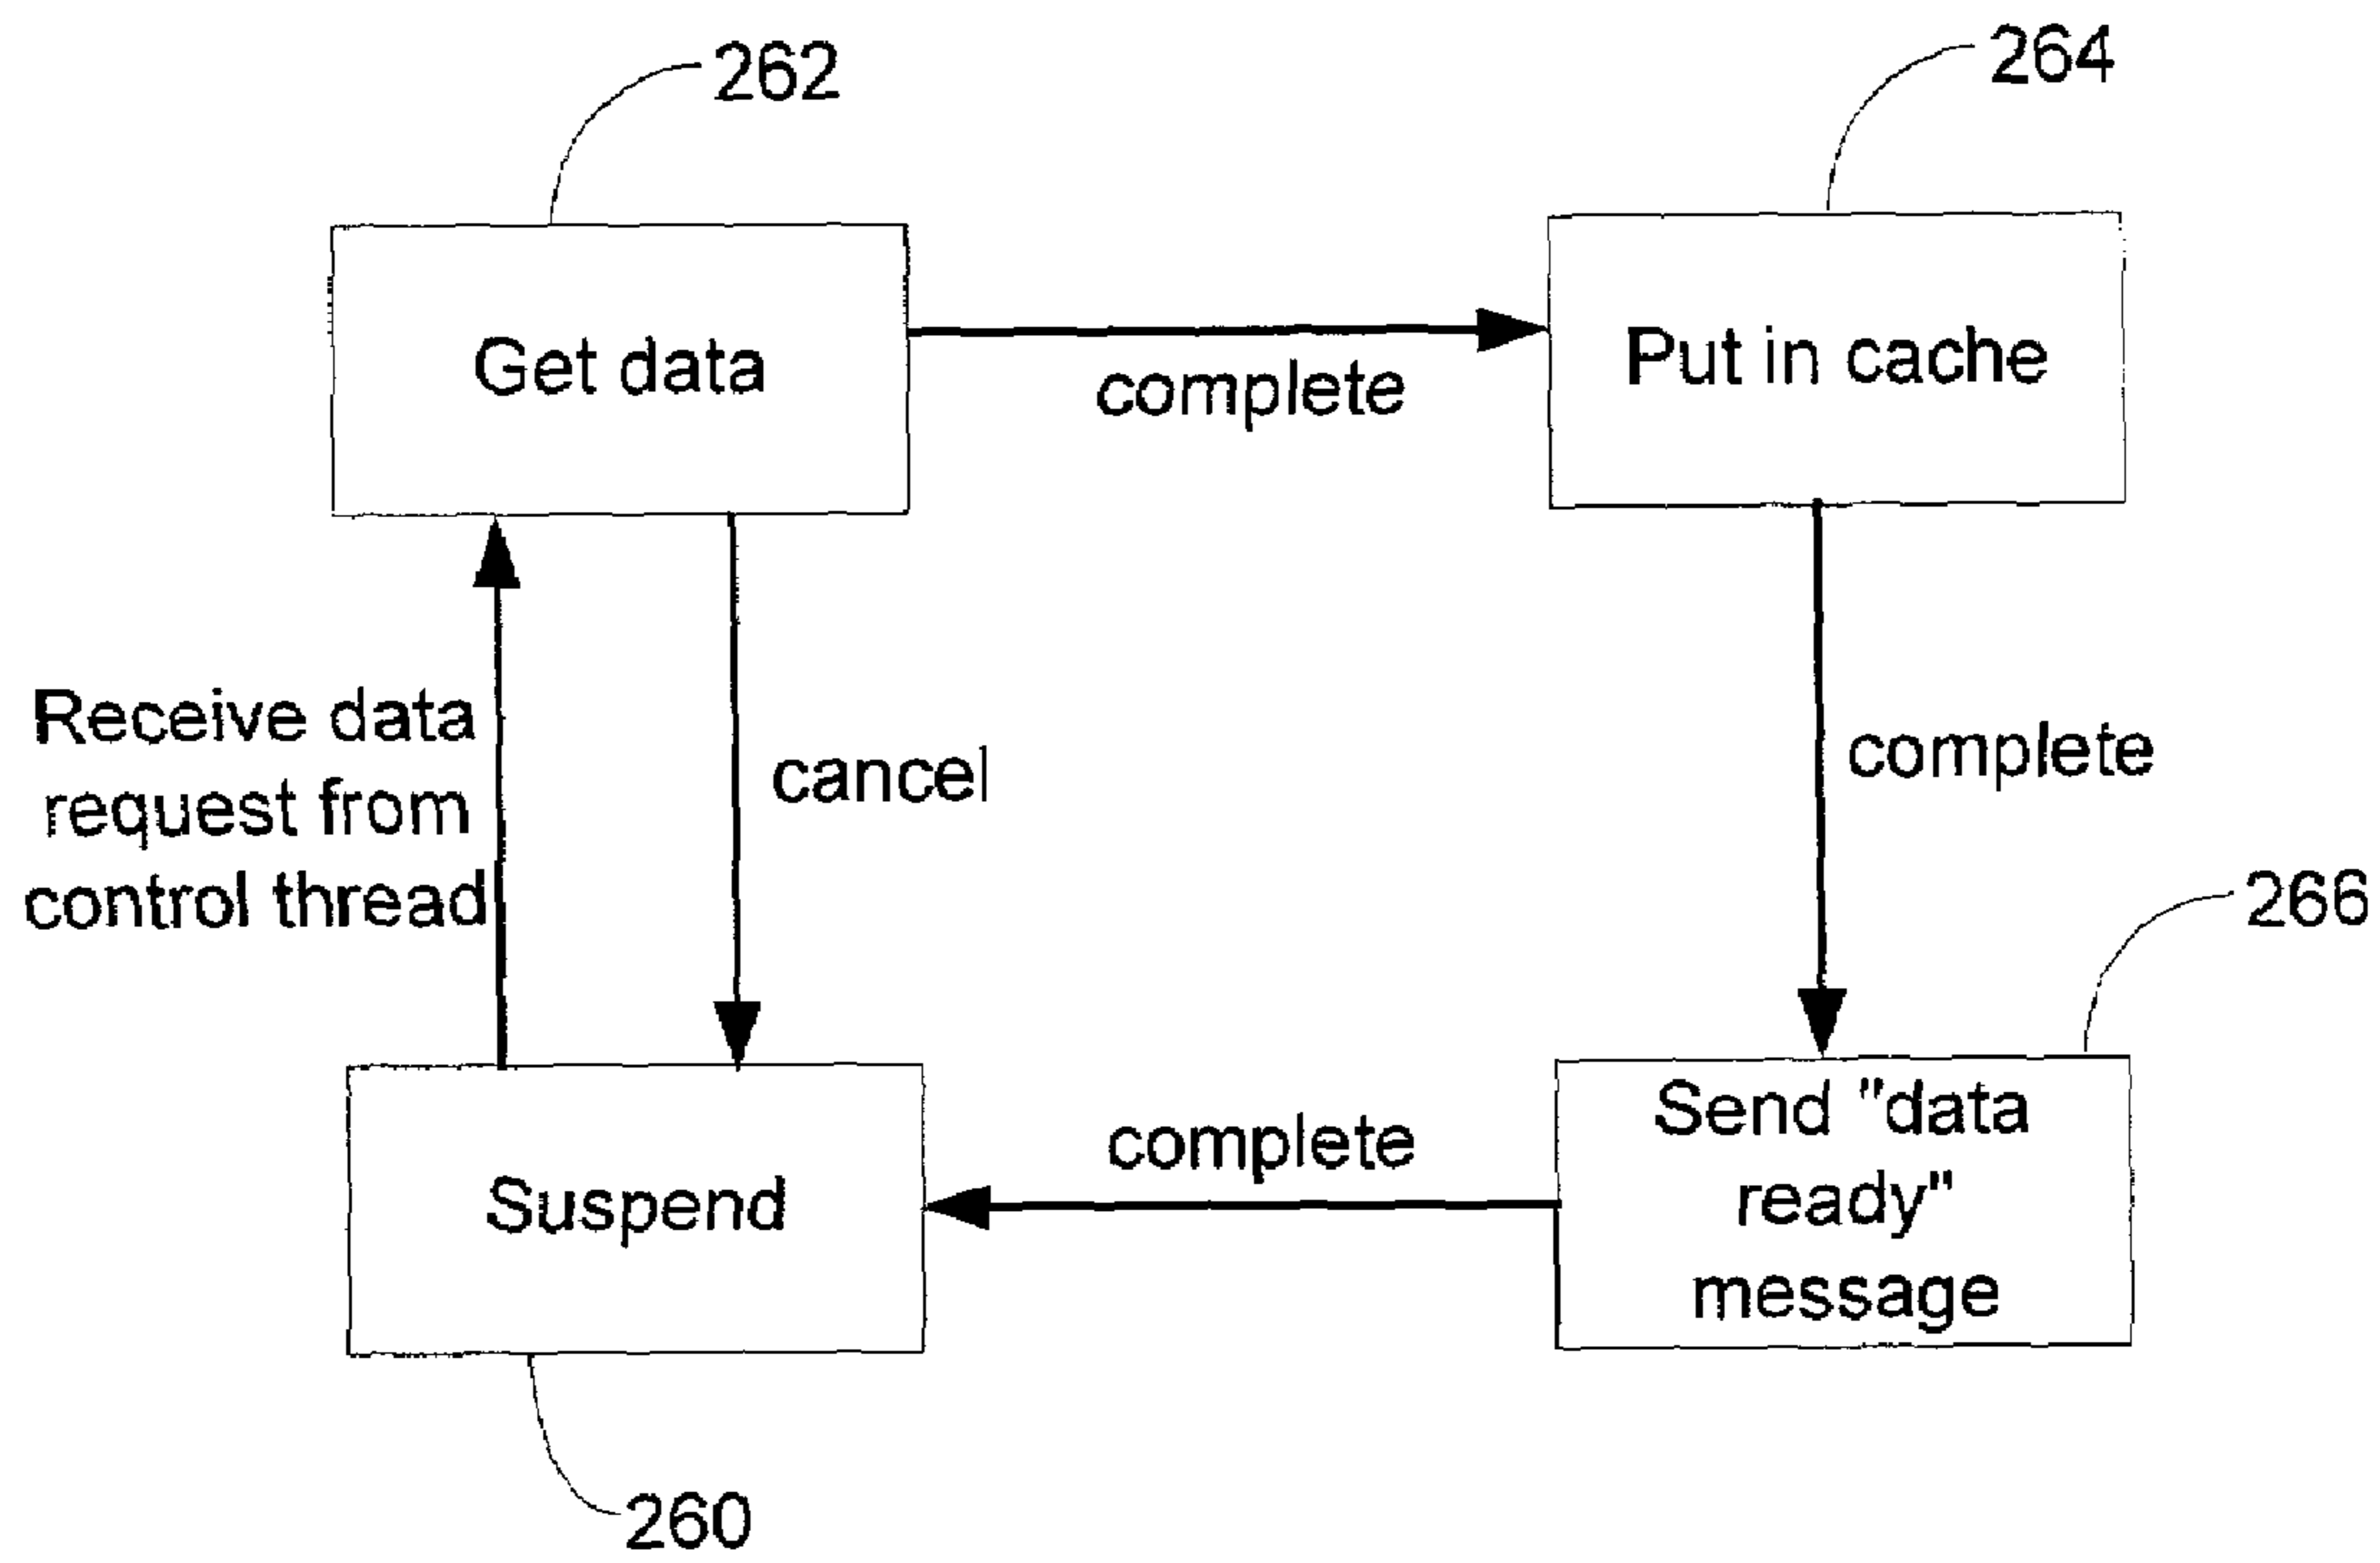 262
264
Get data
Put in cache
complete
Receive data
request from
control thread
cancel
complete
266
Send "data
ready"
message
complete
Suspend
260